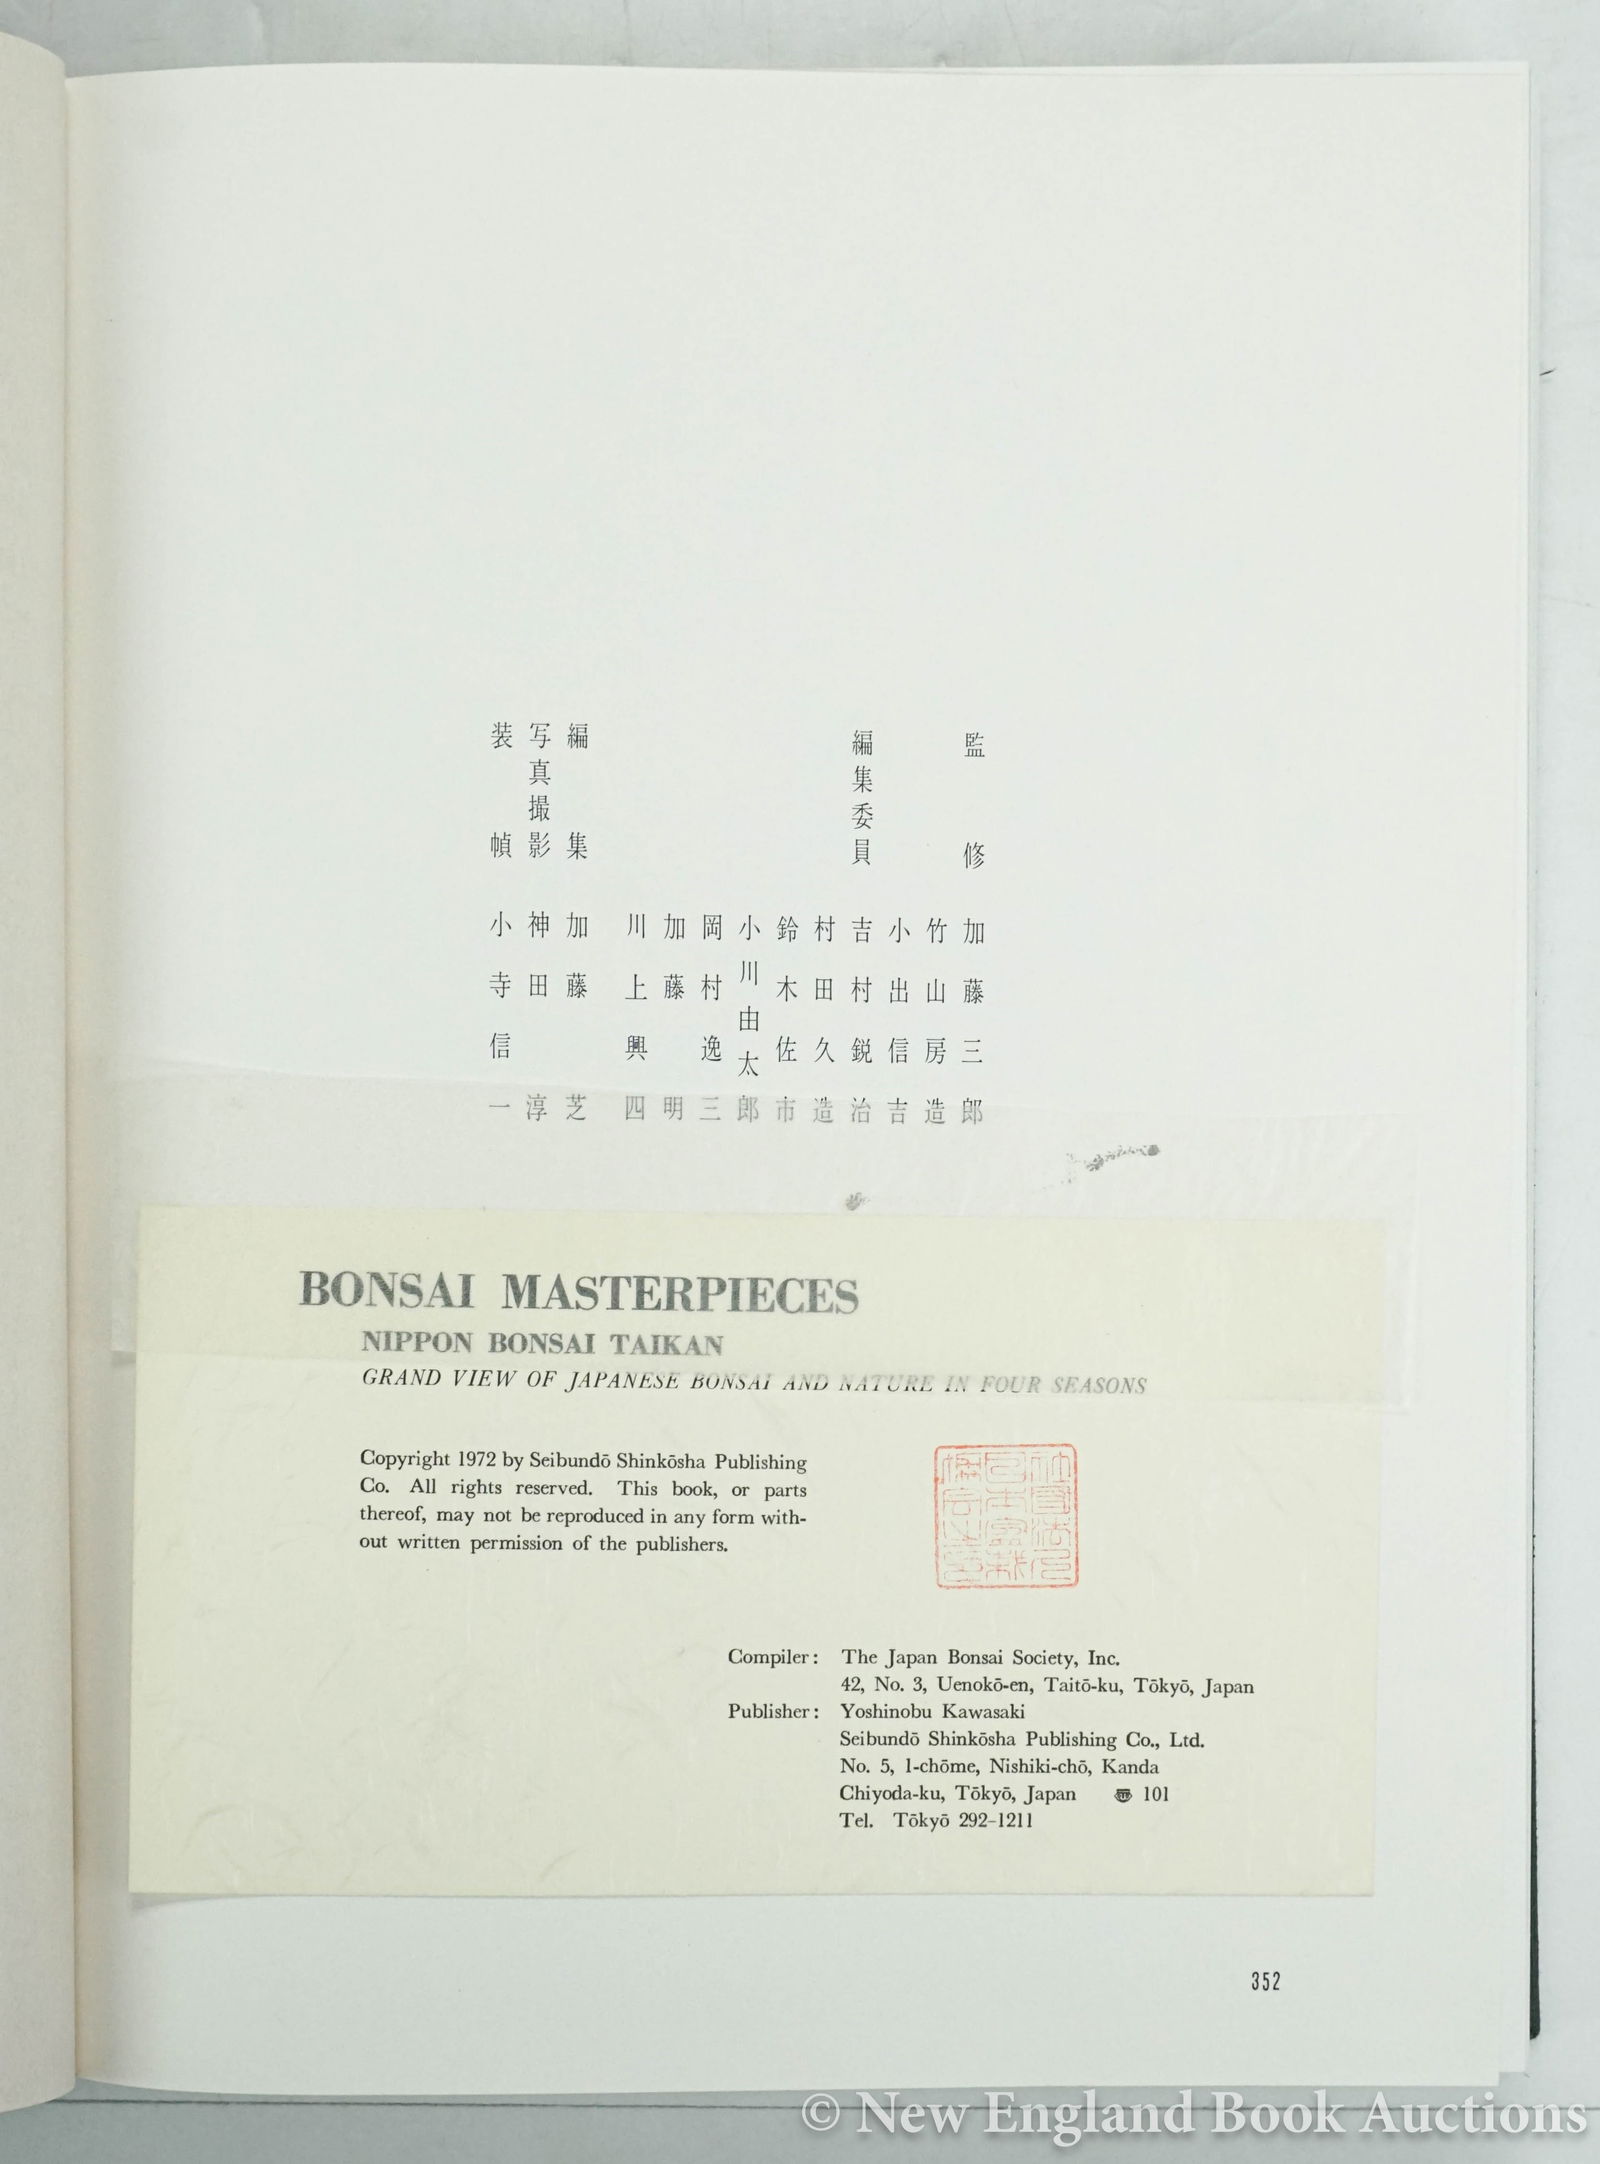 監修　加藤三郎
竹山房造
小出信吉
編集委員　吉村鋭治
村田久造
鈴木佐市
小川由太郎
岡村逸三
加藤明
川上興四
編集　加藤芝
写真撮影　神田淳
装幀　小寺信一
BONSAI MASTERPIECES
NIPPON BONSAI TAIKAN
GRAND VIEW OF JAPANESE BONSAI AND NATURE IN FOUR SEASONS
Copyright 1972 by Seibundō Shinkōsha Publishing
Co. All rights reserved. This book, or parts
thereof, may not be reproduced in any form with-
out written permission of the publishers.
Compiler: The Japan Bonsai Society, Inc.
42, No. 3, Uenokō-en, Taitō-ku, Tōkyō, Japan
Publisher: Yoshinobu Kawasaki
Seibundō Shinkōsha Publishing Co., Ltd.
No. 5, 1-chōme, Nishiki-chō, Kanda
Chiyoda-ku, Tōkyō, Japan 〠 101
Tel. Tōkyō 292-1211
352
© New England Book Auctions